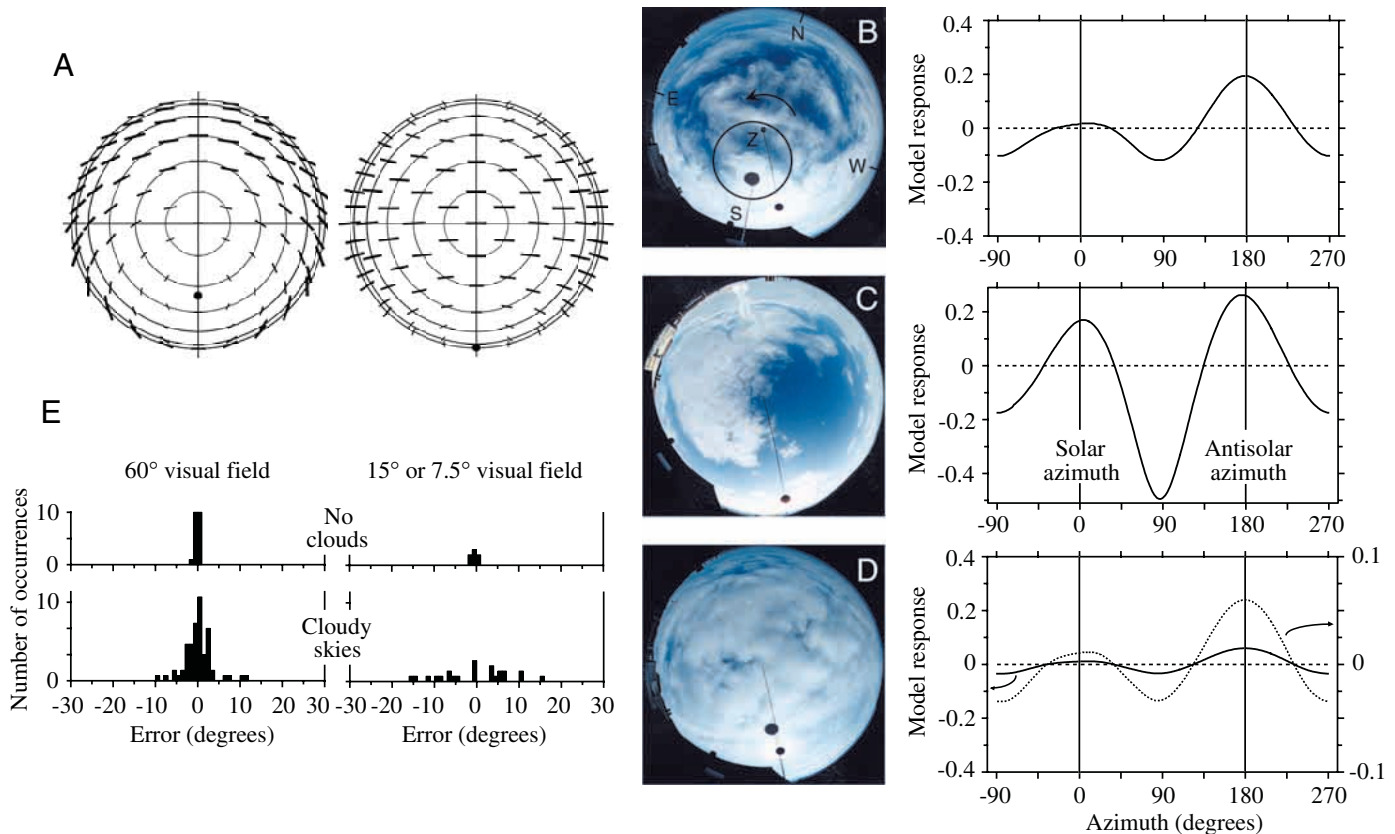 A
E
60° visual field
15° or 7.5° visual field
Number of occurrences
10
0
No
clouds
10
0
Cloudy
skies
-30 -20 -10 0 10 20 30
-30 -20 -10 0 10 20 30
Error (degrees)
Error (degrees)
B
N
E
Z
W
S
Model response
0.4
0.2
0
-0.2
-0.4
-90 0 90 180 270
C
Model response
0.2
0
-0.2
-0.4
Solar
azimuth
Antisolar
azimuth
-90 0 90 180 270
D
Model response
0.4
0.2
0
-0.2
-0.4
0.1
0
-0.1
-90 0 90 180 270
Azimuth (degrees)